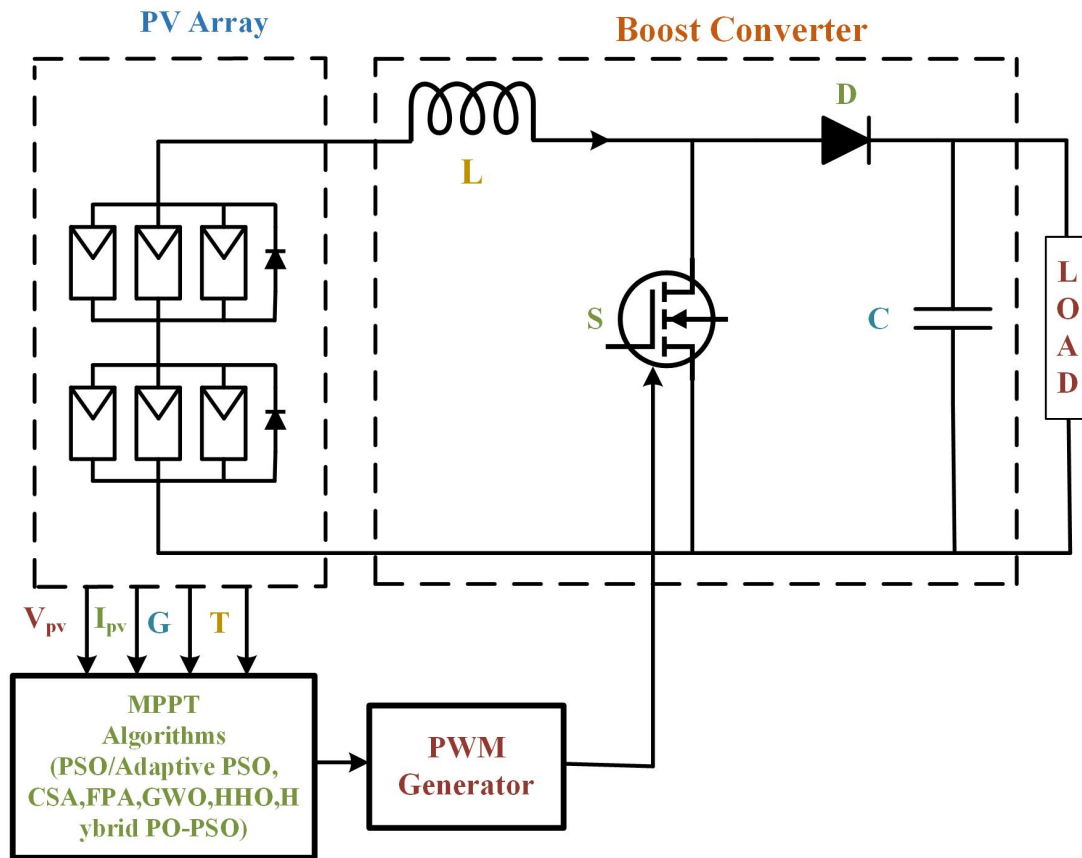 PV Array
Boost Converter
D
L
S
C
L
O
A
D
Vpv
Ipv
G
T
MPPT
Algorithms
(PSO/Adaptive PSO,
CSA,FPA,GWO,HHO,H
ybrid PO-PSO)
PWM
Generator